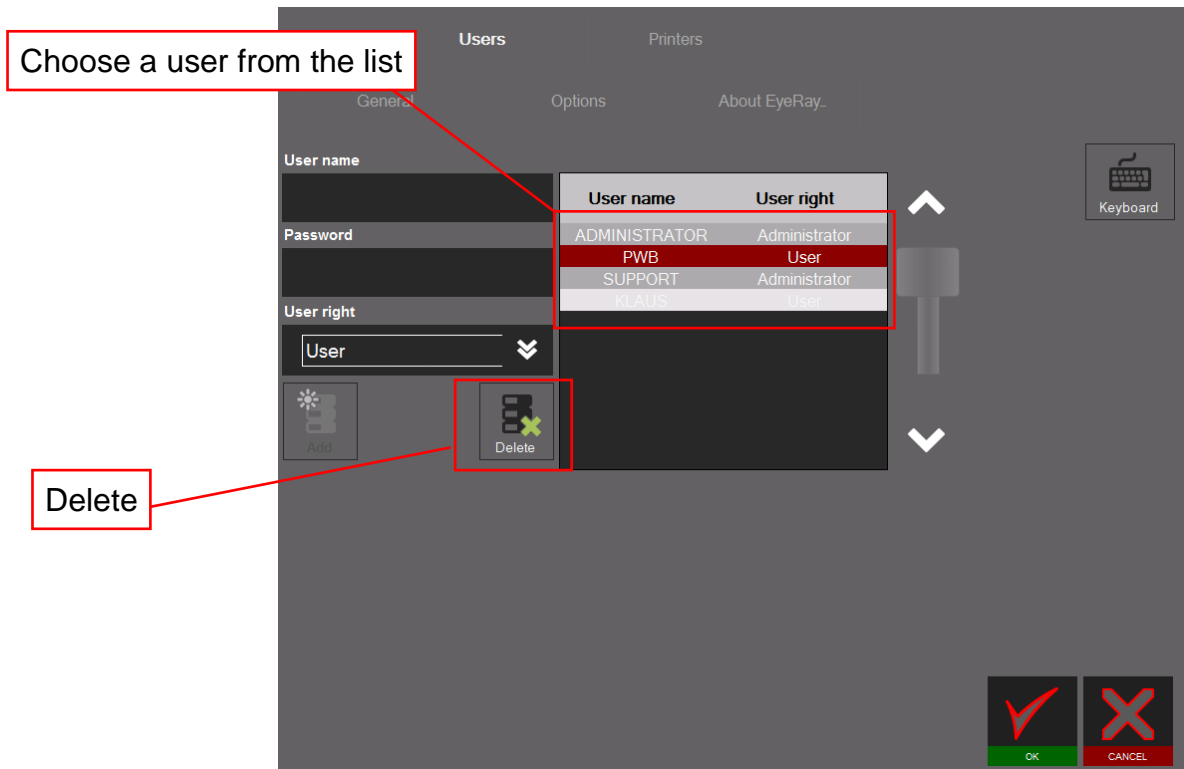 Users Printers
Choose a user from the list
General Options About EyeRay..
User name
User name User right
Keyboard
Password
ADMINISTRATOR Administrator
PWB User
SUPPORT Administrator
KLAUS User
User right
User
Add Delete
Delete
OK CANCEL